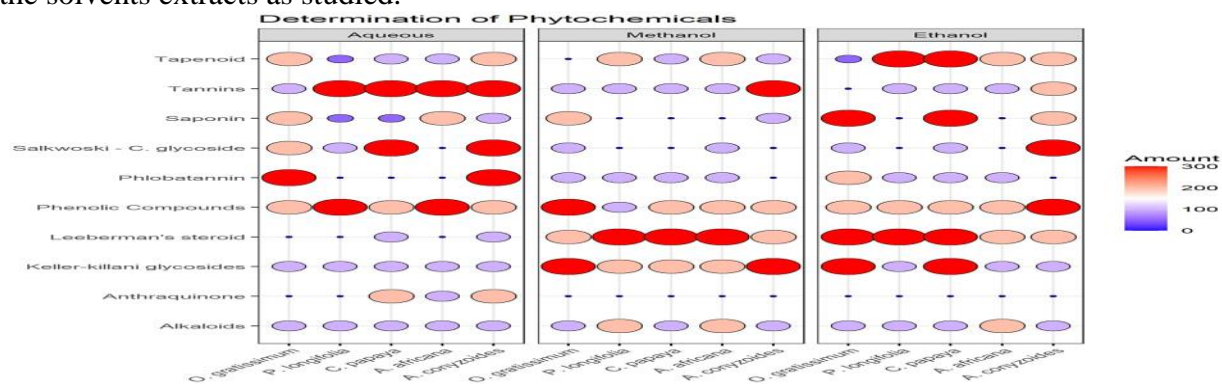 the solvents extracts as studied.
Determination of Phytochemicals
Aqueous
Methanol
Ethanol
Tapenoid
Tannins
Saponin
Salkwoski - C. glycoside
Phlobatannin
Phenolic Compounds
Leeberman's steroid
Keller-killani glycosides
Anthraquinone
Alkaloids
O. gratissimum
P. longifolia
C. papaya
A. africana
A. conyzoides
O. gratissimum
P. longifolia
C. papaya
A. africana
A. conyzoides
O. gratissimum
P. longifolia
C. papaya
A. africana
A. conyzoides
Amount
300
200
100
0